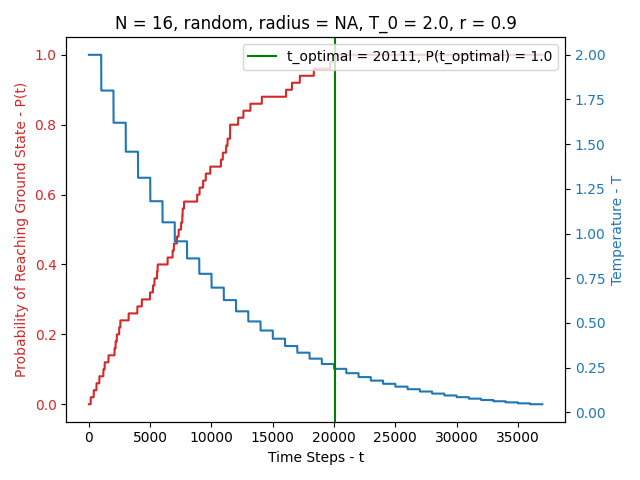 N = 16, random, radius = NA, T_0 = 2.0, r = 0.9
t_optimal = 20111, P(t_optimal) = 1.0
Probability of Reaching Ground State - P(t)
1.0
0.8
0.6
0.4
0.2
0.0
2.00
1.75
1.50
1.25
1.00
0.75
0.50
0.25
0.00
Temperature - T
0 5000 10000 15000 20000 25000 30000 35000
Time Steps - t